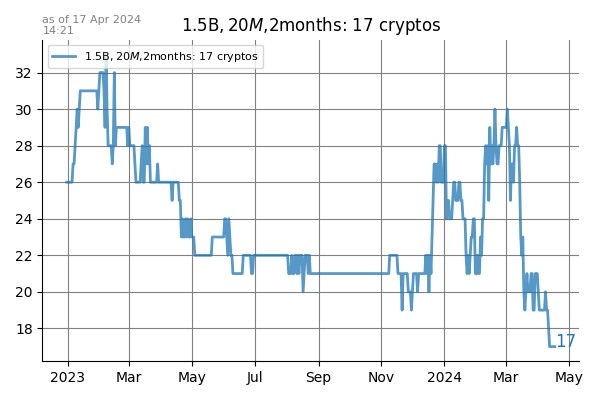 as of 17 Apr 2024
14:21
1.5B, 20M,2months: 17 cryptos
1.5B, 20M,2months: 17 cryptos
32
30
28
26
24
22
20
18
17
2023 Mar May Jul Sep Nov 2024 Mar May